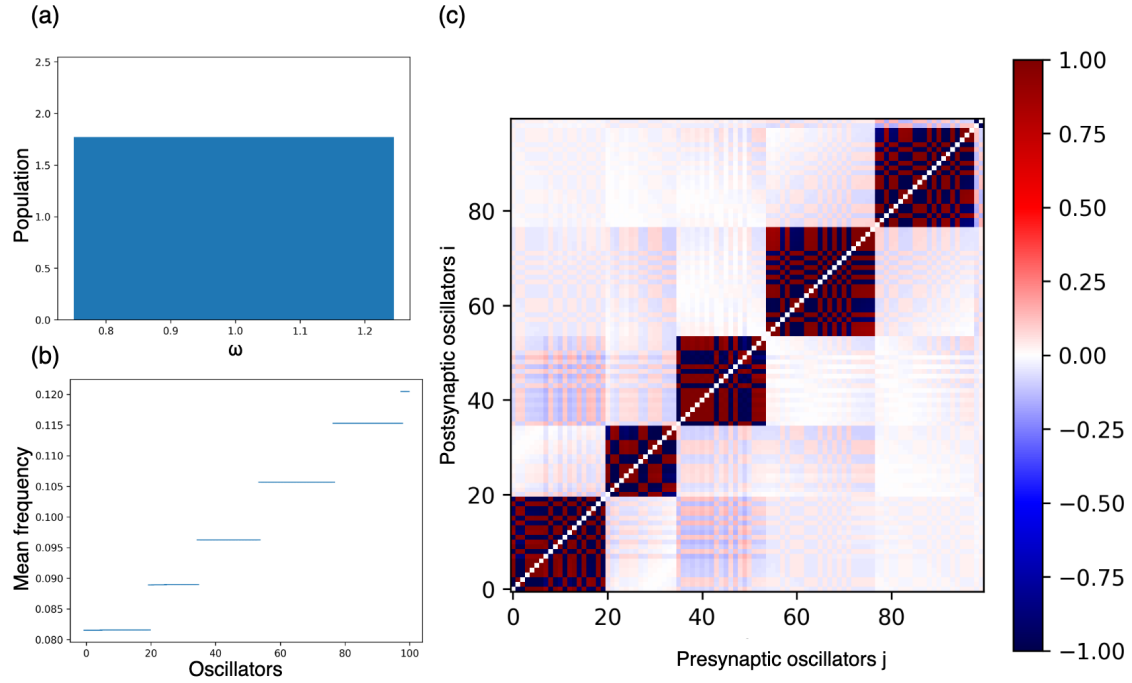 (a)
2.5
2.0
1.5
1.0
0.5
0.0
Population
0.8 0.9 1.0 1.1 1.2
ω
(b)
0.120
0.115
0.110
0.105
0.100
0.095
0.090
0.085
0.080
Mean frequency
0 20 40 60 80 100
Oscillators
(c)
80
60
40
20
0
Postsynaptic oscillators i
0 20 40 60 80
Presynaptic oscillators j
1.00
0.75
0.50
0.25
0.00
−0.25
−0.50
−0.75
−1.00